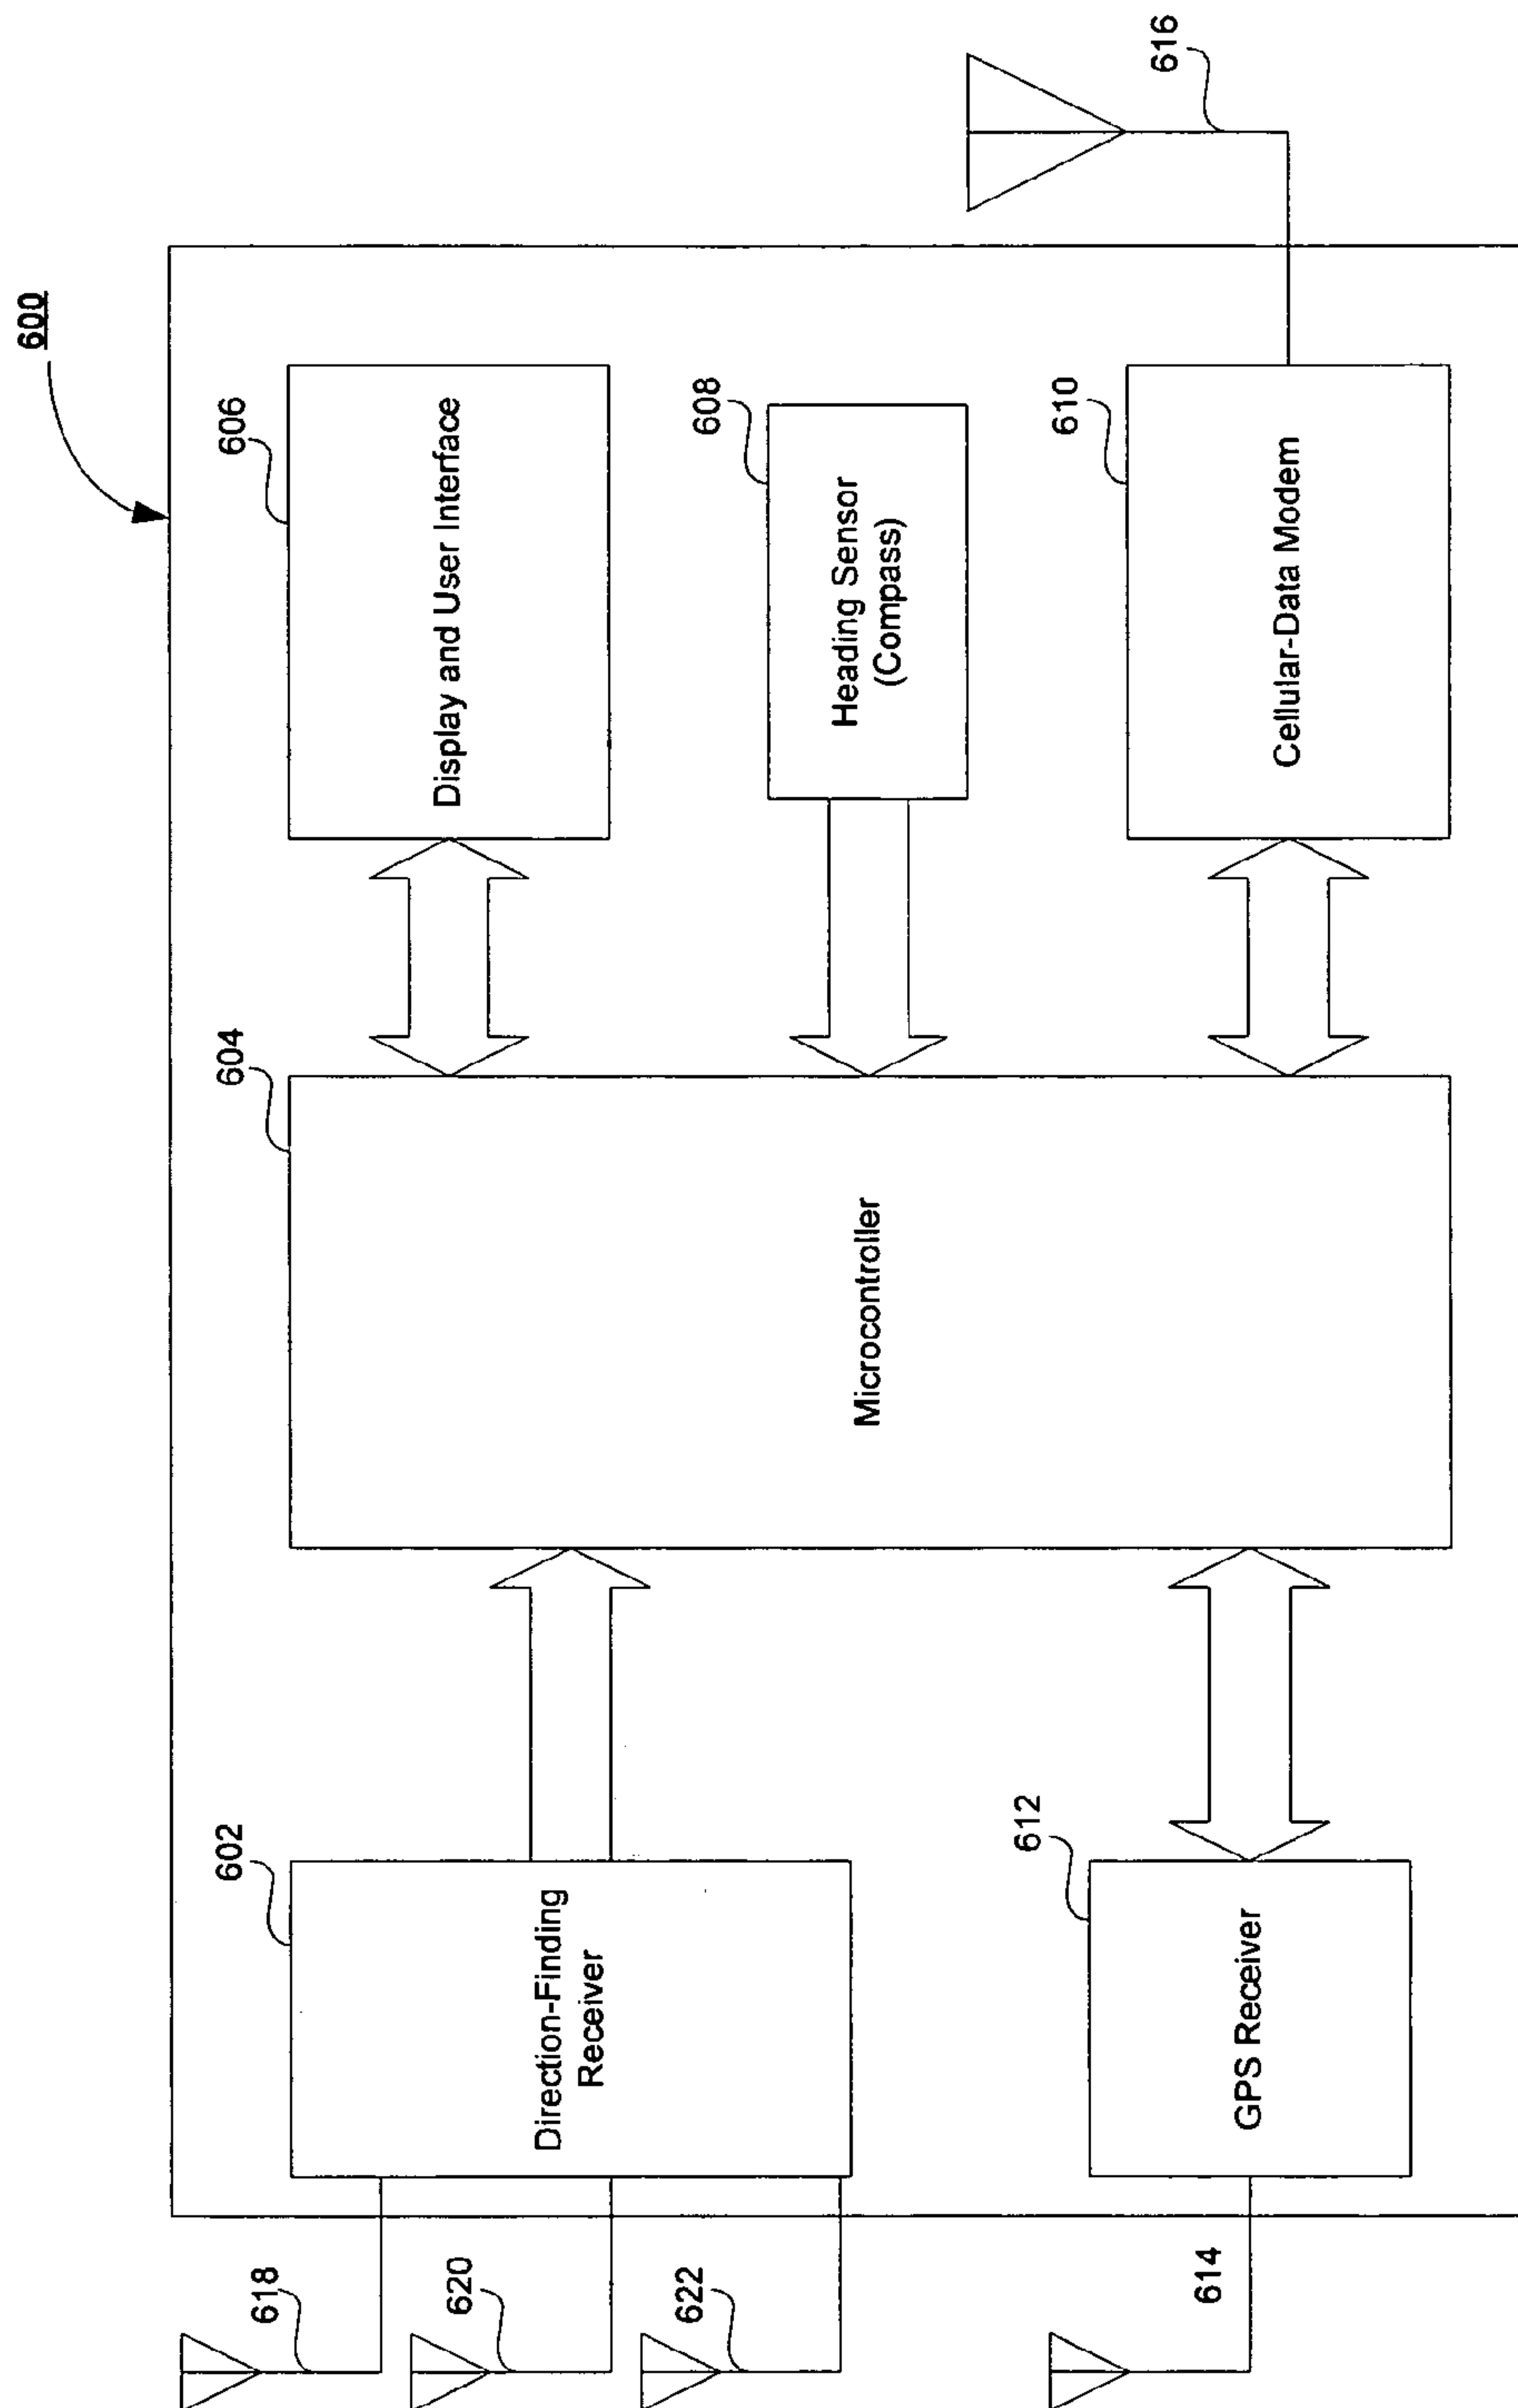 600
602
Direction-Finding
Receiver
604
Microcontroller
606
Display and User Interface
608
Heading Sensor
(Compass)
610
Cellular-Data Modem
612
GPS Receiver
614
616
618
620
622